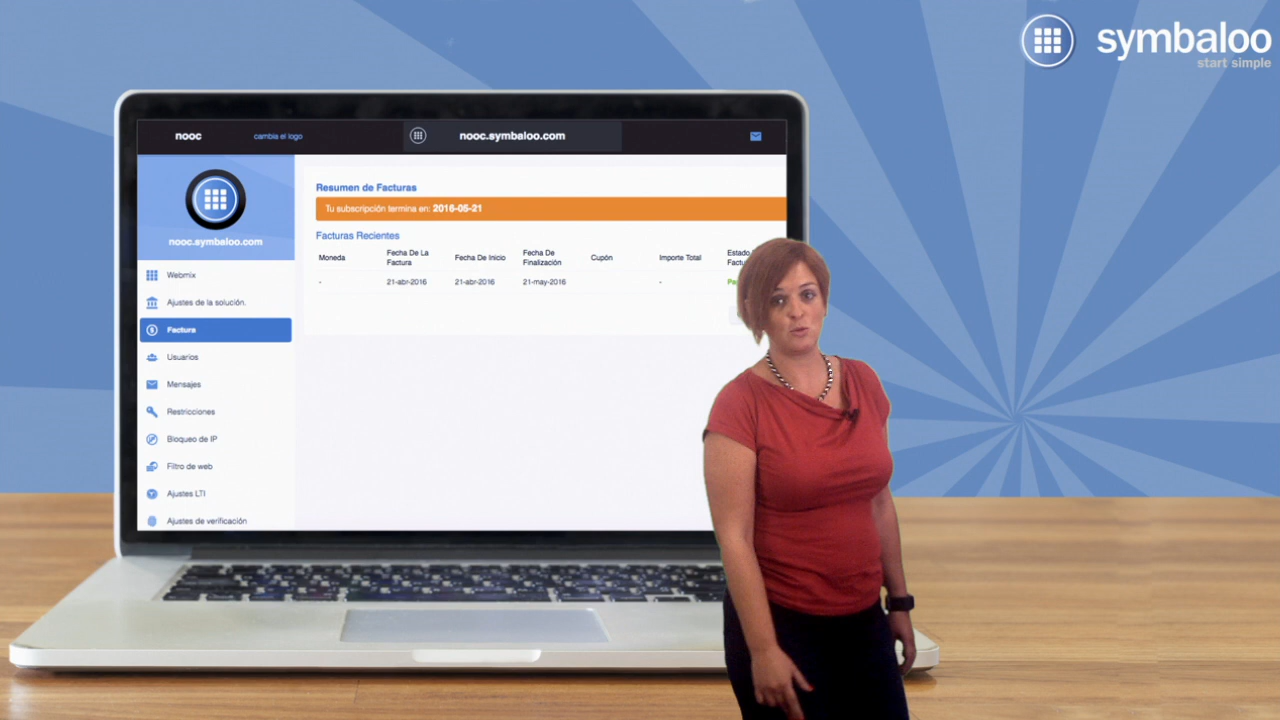 symbaloo
start simple
nooc
cambia el logo
nooc.symbaloo.com
nooc.symbaloo.com
Webmix
Ajustes de la solución.
Factura
Usuarios
Mensajes
Restricciones
Bloqueo de IP
Filtro de web
Ajustes LTI
Ajustes de verificación
Resumen de Facturas
Tu subscripción termina en: 2016-05-21
Facturas Recientes
Moneda
Fecha De La
Factura
Fecha De Inicio
Fecha De
Finalización
Cupón
Importe Total
Estado
-
21-abr-2016
21-abr-2016
21-may-2016
-